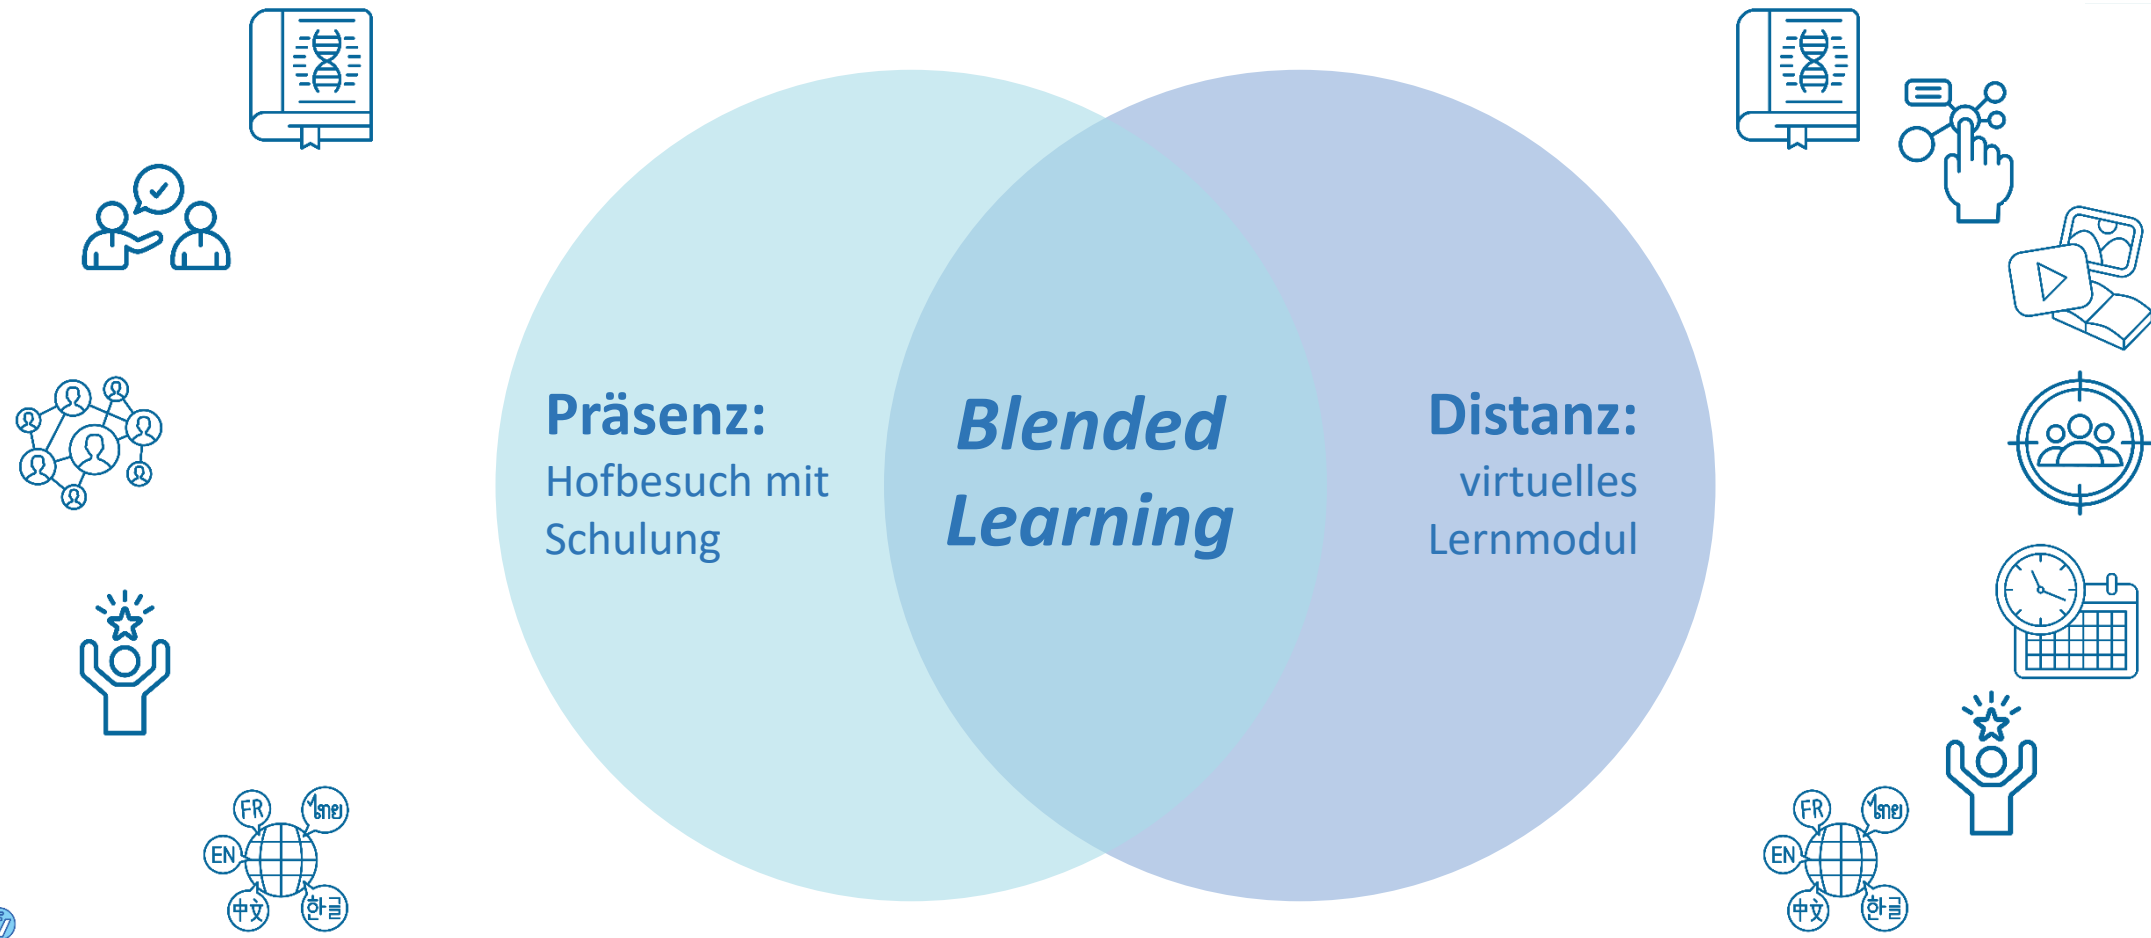 Präsenz:
Hofbesuch mit
Schulung
Blended
Learning
Distanz:
virtuelles
Lernmodul
FR
ไทย
EN
中文
한글
FR
ไทย
EN
中文
한글